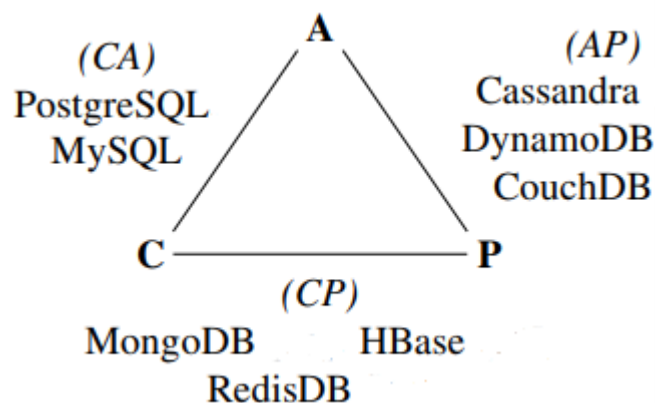 A
(CA)
PostgreSQL
MySQL
(AP)
Cassandra
DynamoDB
CouchDB
C
P
(CP)
MongoDB HBase
RedisDB